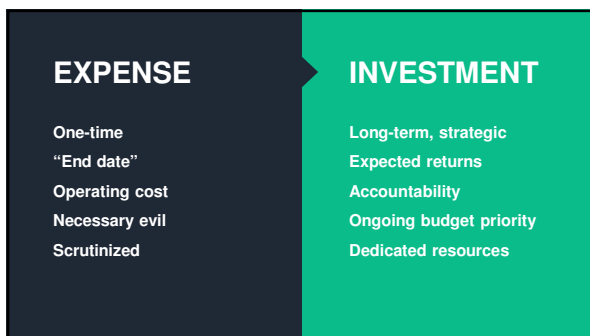 EXPENSE
One-time
“End date”
Operating cost
Necessary evil
Scrutinized
INVESTMENT
Long-term, strategic
Expected returns
Accountability
Ongoing budget priority
Dedicated resources